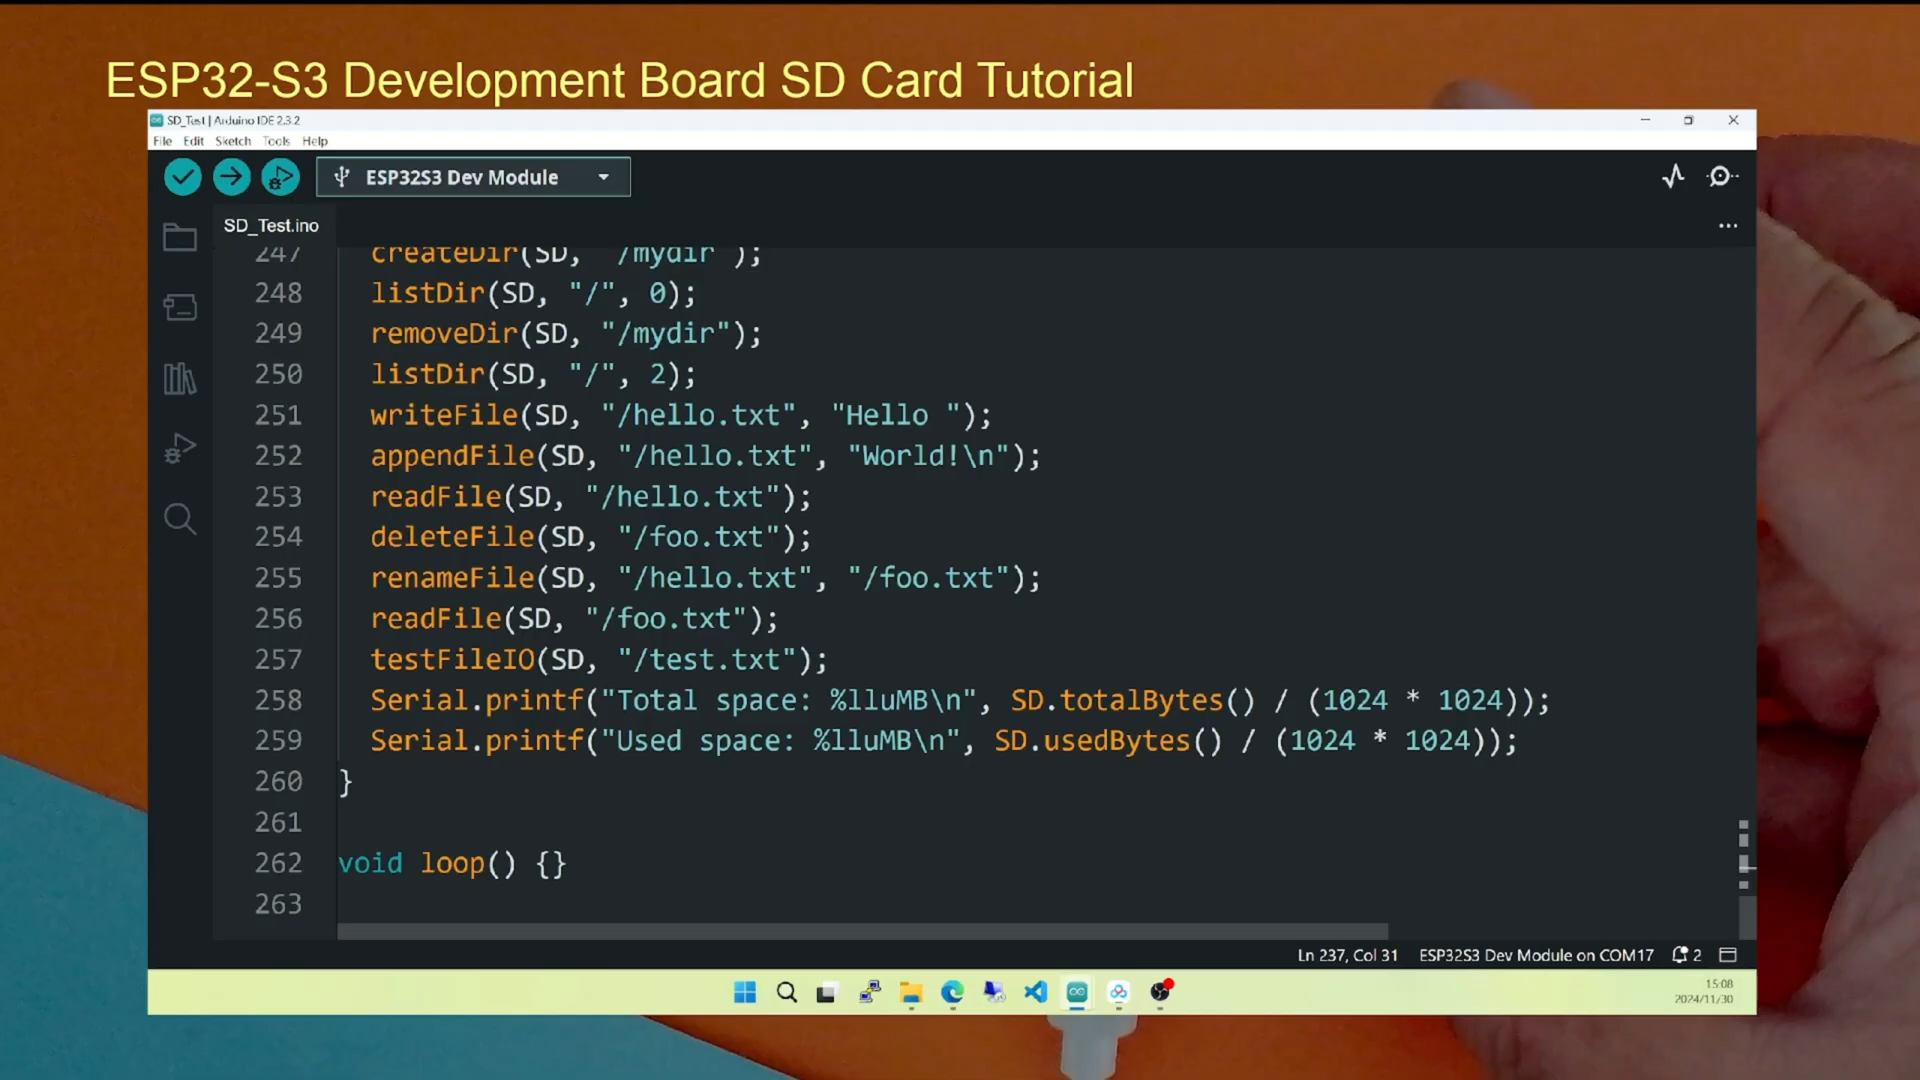 ESP32-S3 Development Board SD Card Tutorial
SD_Test | Arduino IDE 2.3.2
File Edit Sketch Tools Help
ESP32S3 Dev Module
SD_Test.ino
247 createDir(SD, "/mydir");
248 listDir(SD, "/", 0);
249 removeDir(SD, "/mydir");
250 listDir(SD, "/", 2);
251 writeFile(SD, "/hello.txt", "Hello ");
252 appendFile(SD, "/hello.txt", "World!\n");
253 readFile(SD, "/hello.txt");
254 deleteFile(SD, "/foo.txt");
255 renameFile(SD, "/hello.txt", "/foo.txt");
256 readFile(SD, "/foo.txt");
257 testFileIO(SD, "/test.txt");
258 Serial.printf("Total space: %lluMB\n", SD.totalBytes() / (1024 * 1024));
259 Serial.printf("Used space: %lluMB\n", SD.usedBytes() / (1024 * 1024));
260 }
261
262 void loop() {}
263
Ln 237, Col 31 ESP32S3 Dev Module on COM17 2
15:08
2024/11/30